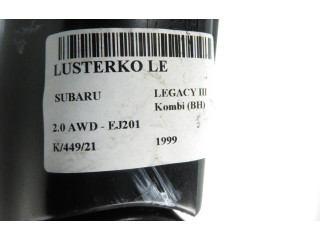 LUSTERKO LE
SUBARU LEGACY III
Kombi (BH)
2.0 AWD - EJ201
K/449/21 1999